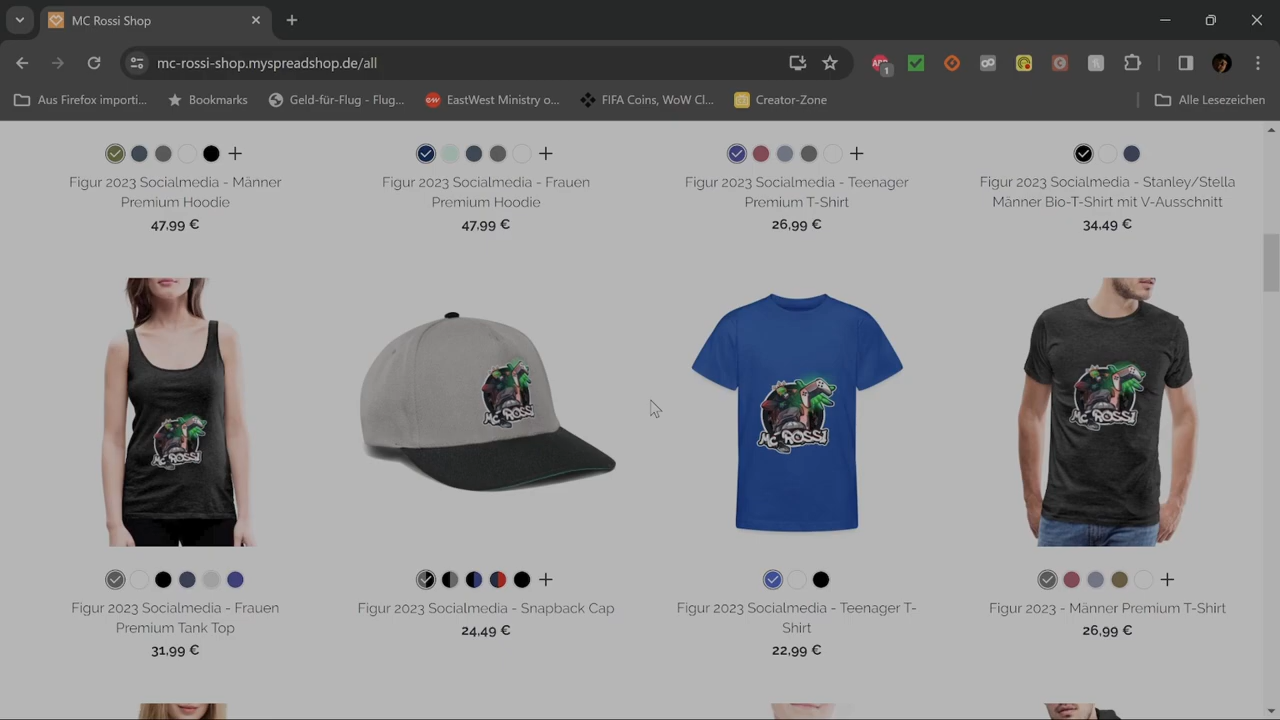 MC Rossi Shop
mc-rossi-shop.myspreadshop.de/all
1
Aus Firefox importi...
Bookmarks
Geld-für-Flug - Flug...
EastWest Ministry o...
FIFA Coins, WoW Cl...
Creator-Zone
Alle Lesezeichen
Figur 2023 Socialmedia - Männer
Premium Hoodie
47,99 €
Figur 2023 Socialmedia - Frauen
Premium Hoodie
47,99 €
Figur 2023 Socialmedia - Teenager
Premium T-Shirt
26,99 €
Figur 2023 Socialmedia - Stanley/Stella
Männer Bio-T-Shirt mit V-Ausschnitt
34,49 €
MC ROSSI
MC ROSSI
MC ROSSI
MC ROSSI
Figur 2023 Socialmedia - Frauen
Premium Tank Top
31,99 €
Figur 2023 Socialmedia - Snapback Cap
24,49 €
Figur 2023 Socialmedia - Teenager T-
Shirt
22,99 €
Figur 2023 - Männer Premium T-Shirt
26,99 €